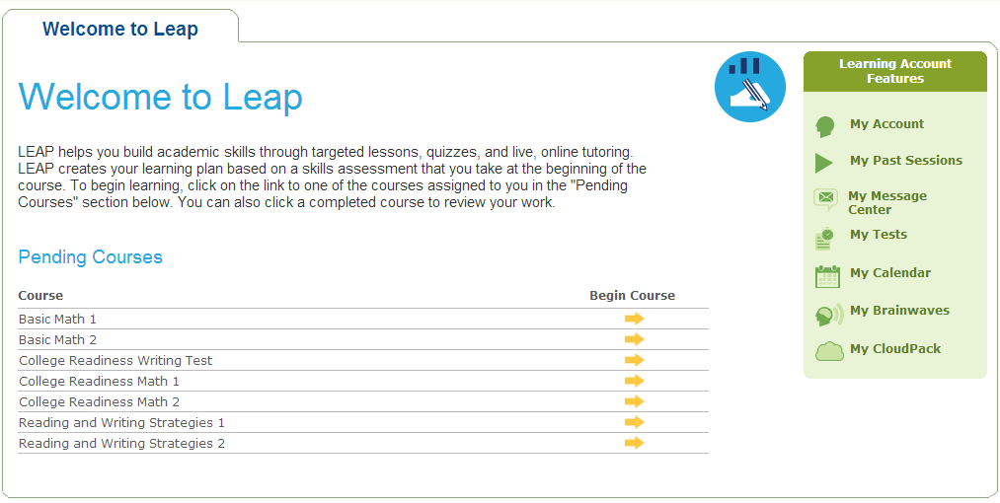 Welcome to Leap
Welcome to Leap
LEAP helps you build academic skills through targeted lessons, quizzes, and live, online tutoring.
LEAP creates your learning plan based on a skills assessment that you take at the beginning of the
course. To begin learning, click on the link to one of the courses assigned to you in the "Pending
Courses" section below. You can also click a completed course to review your work.
Pending Courses
Course Begin Course
Basic Math 1
Basic Math 2
College Readiness Writing Test
College Readiness Math 1
College Readiness Math 2
Reading and Writing Strategies 1
Reading and Writing Strategies 2
Learning Account
Features
My Account
My Past Sessions
My Message
Center
My Tests
My Calendar
My Brainwaves
My CloudPack